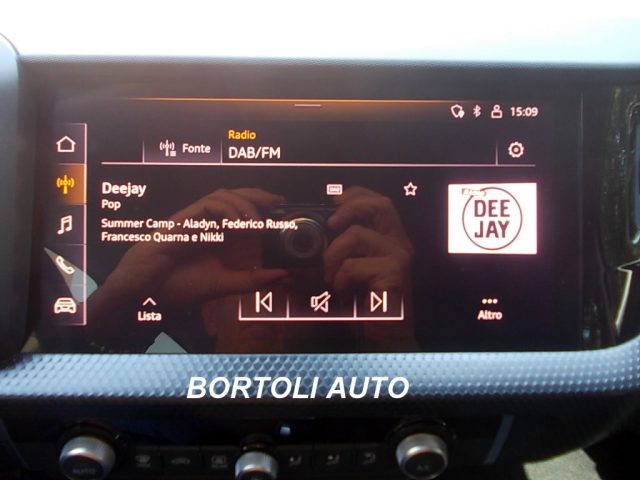 15:09
Radio
Fonte
DAB/FM
Deejay
Pop
Summer Camp - Aladyn, Federico Russo,
Francesco Quarna e Nikki
DEE
JAY
Lista
Altro
BORTOLI AUTO
AUTO